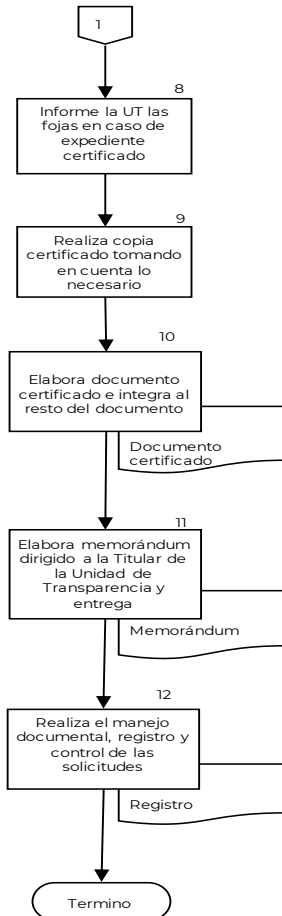 1
8
Informe la UT las
fojas en caso de
expediente
certificado
9
Realiza copia
certificado tomando
en cuenta lo
necesario
10
Elabora documento
certificado e integra al
resto del documento
Documento
certificado
11
Elabora memorándum
dirigido a la Titular de
la Unidad de
Transparencia y
entrega
Memorándum
12
Realiza el manejo
documental, registro y
control de las
solicitudes
Registro
Termino